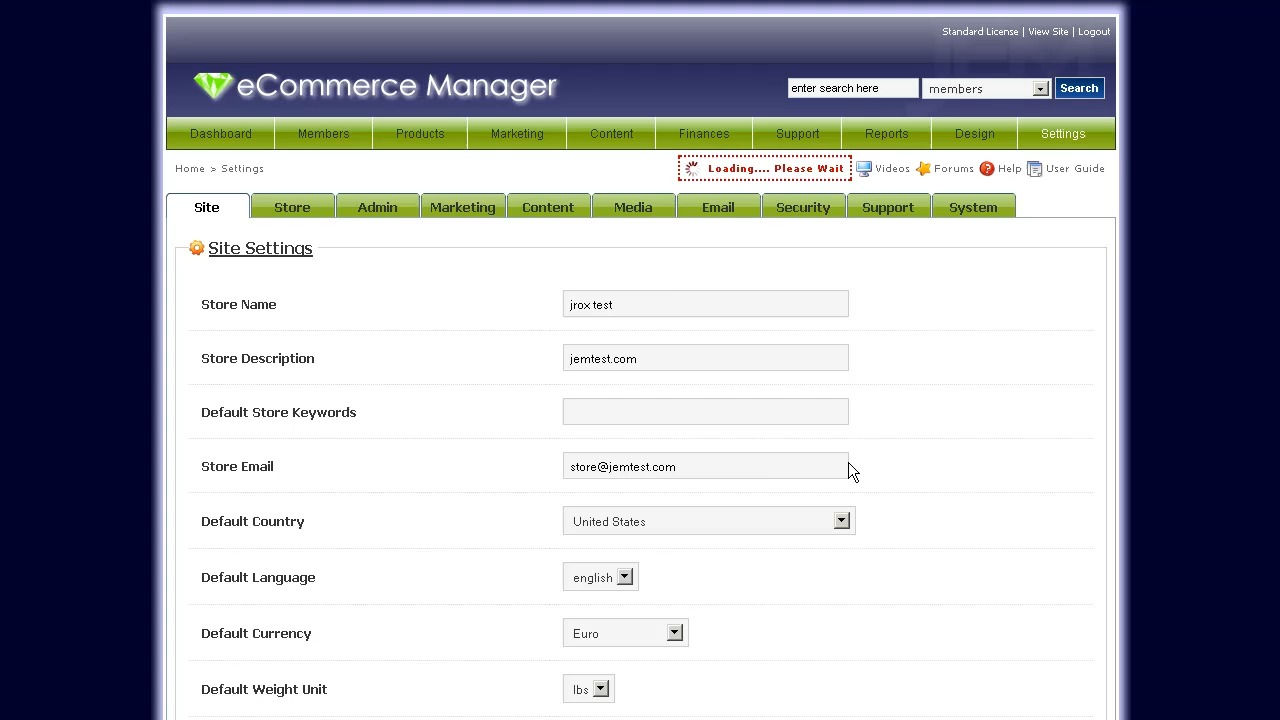 Standard License | View Site | Logout
eCommerce Manager
enter search here members Search
Dashboard Members Products Marketing Content Finances Support Reports Design Settings
Home > Settings Loading.... Please Wait Videos Forums Help User Guide
Site Store Admin Marketing Content Media Email Security Support System
Site Settings
Store Name jrox test
Store Description jemtest.com
Default Store Keywords
Store Email store@jemtest.com
Default Country United States
Default Language english
Default Currency Euro
Default Weight Unit lbs